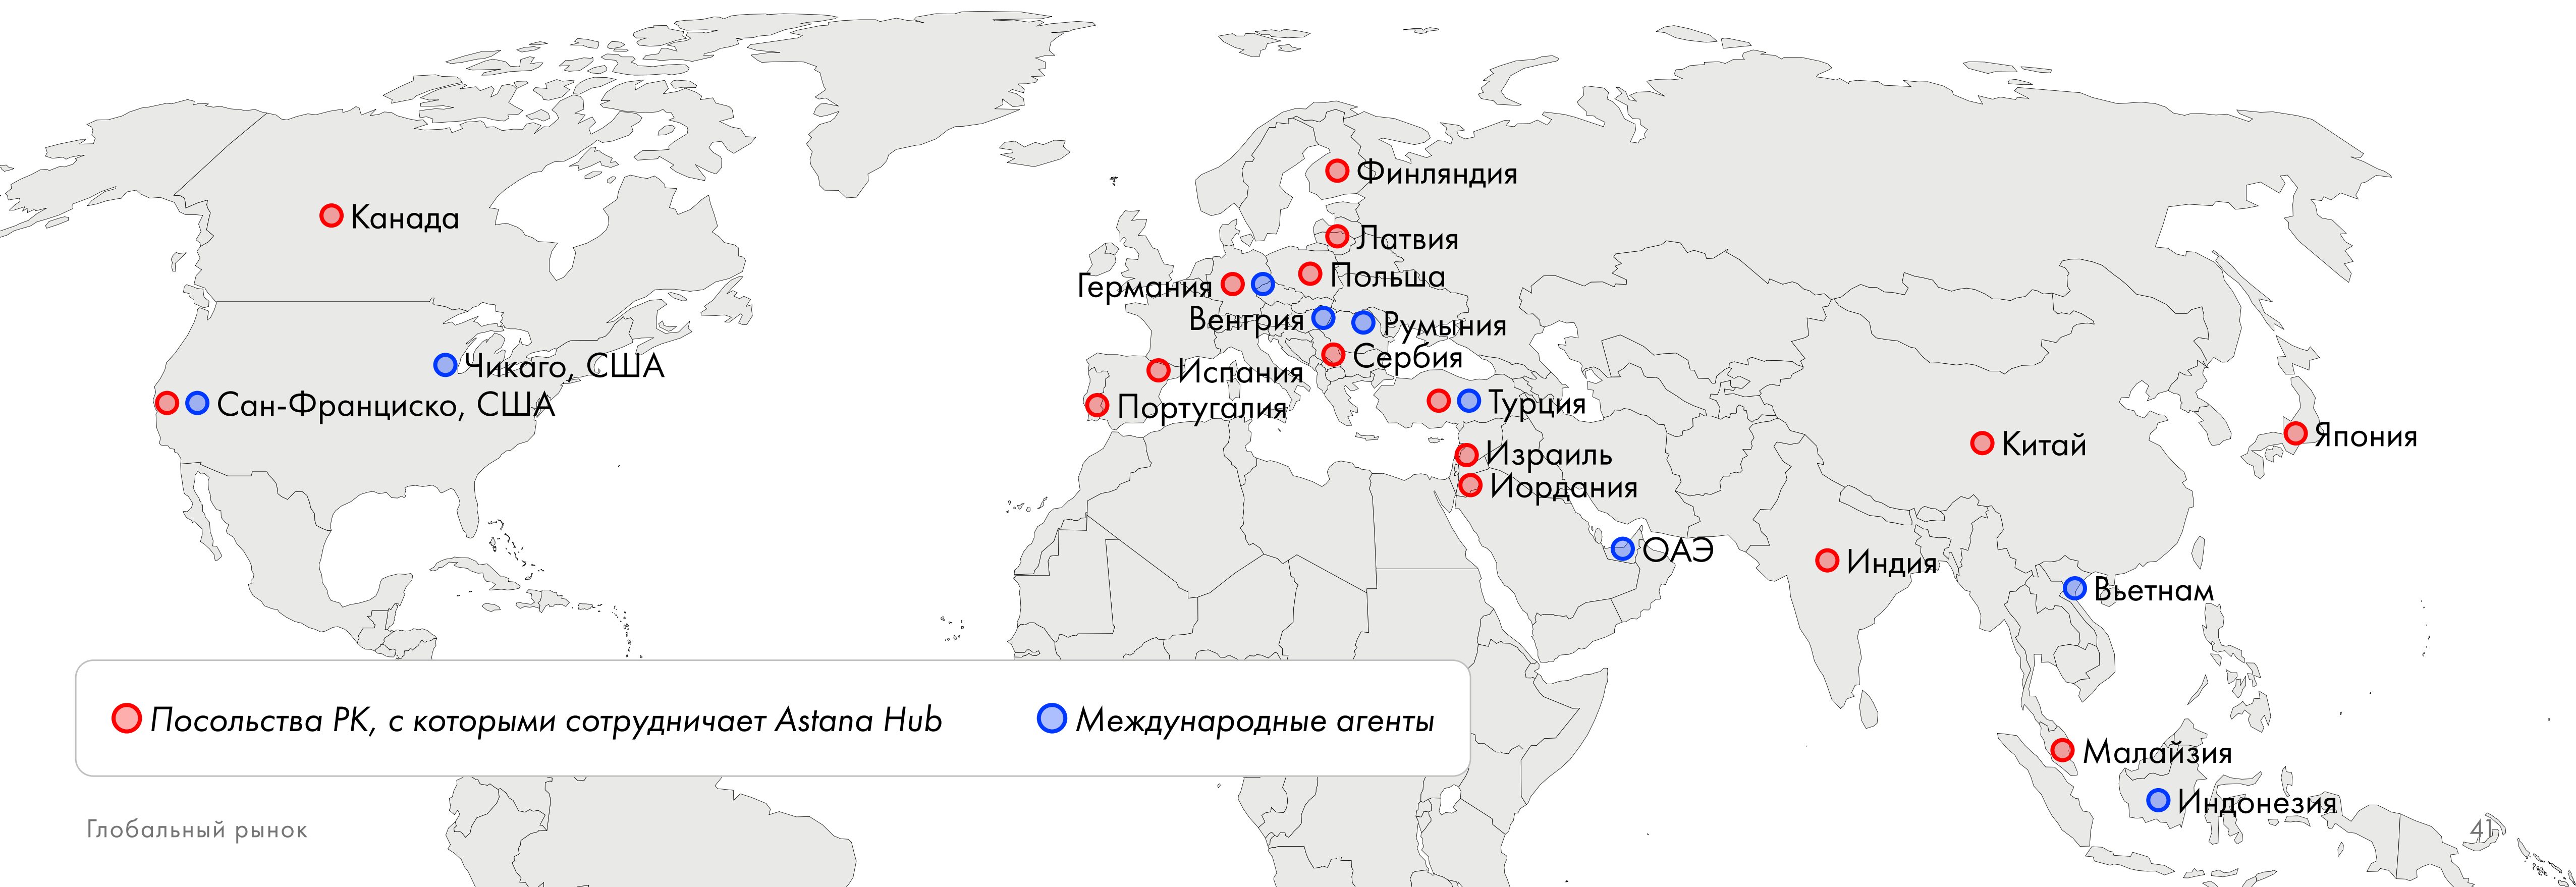 Финляндия
Канада
Латвия
Польша
Германия
Венгрия
Румыния
Сербия
Чикаго, США
Испания
Сан-Франциско, США
Португалия
Турция
Япония
Китай
Израиль
Иордания
ОАЭ
Индия
Вьетнам
Посольства РК, с которыми сотрудничает Astana Hub
Международные агенты
Малайзия
Индонезия
Глобальный рынок
41